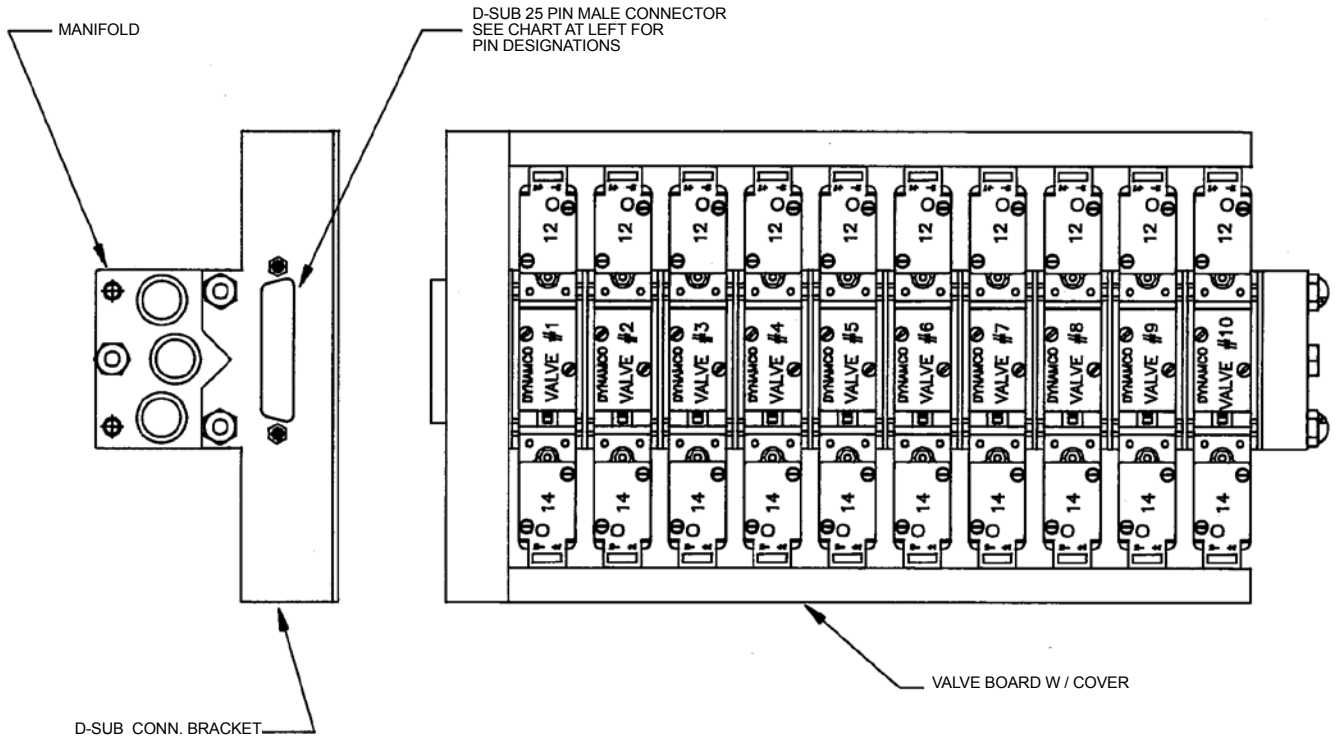 MANIFOLD
D-SUB 25 PIN MALE CONNECTOR
SEE CHART AT LEFT FOR
PIN DESIGNATIONS
12 12 12 12 12 12 12 12 12 12
DYNAMCO VALVE #1
DYNAMCO VALVE #2
DYNAMCO VALVE #3
DYNAMCO VALVE #4
DYNAMCO VALVE #5
DYNAMCO VALVE #6
DYNAMCO VALVE #7
DYNAMCO VALVE #8
DYNAMCO VALVE #9
DYNAMCO VALVE #10
14 14 14 14 14 14 14 14 14 14
VALVE BOARD W / COVER
D-SUB CONN. BRACKET